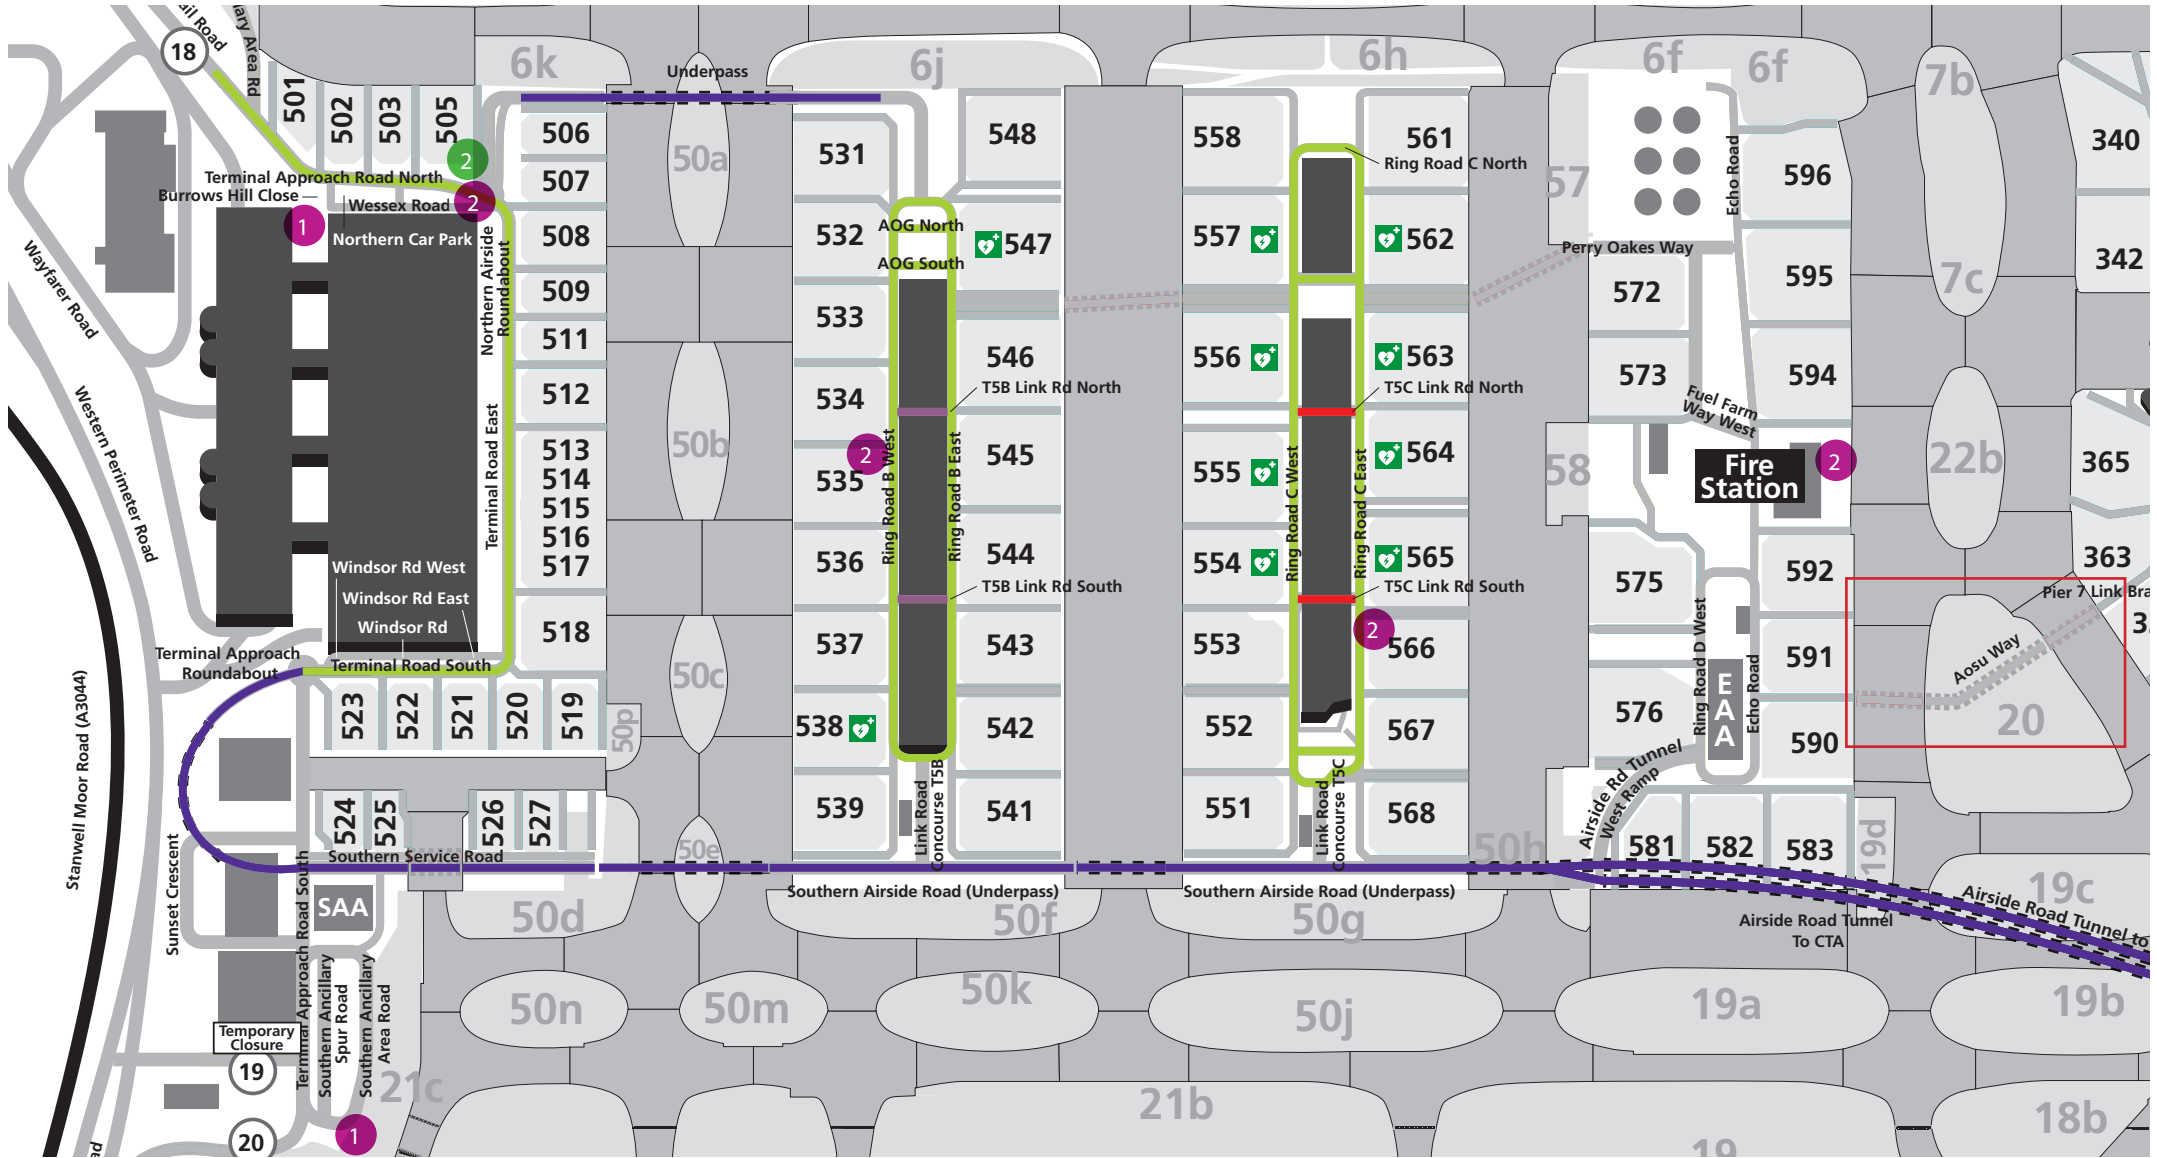 18
ail Road
ary Area Rd
501
502
503
505
6k
Underpass
6j
6h
6f
6f
7b
506
507
508
509
511
512
513
514
515
516
517
518
50a
50b
50c
50p
50e
531
532
533
534
535
536
537
538
539
548
547
546
545
544
543
542
541
558
557
556
555
554
553
552
551
561
562
563
564
565
566
567
568
57
58
572
573
575
576
596
595
594
592
591
590
581
582
583
340
342
365
363
3
7c
22b
20
2
2
1
2
2
2
Terminal Approach Road North
Burrows Hill Close
Wessex Road
Northern Car Park
Northern Airside
Roundabout
Terminal Road East
Wayfarer Road
Western Perimeter Road
Stanwell Moor Road (A3044)
Windsor Rd West
Windsor Rd East
Windsor Rd
Terminal Road South
Terminal Approach
Roundabout
523
522
521
520
519
524
525
526
527
Southern Service Road
Sunset Crescent
SAA
Terminal Approach Road South
Southern Ancillary
Spur Road
Southern Ancillary
Area Road
Temporary
Closure
19
20
1
ad
21c
AOG North
AOG South
T5B Link Rd North
T5B Link Rd South
Ring Road B West
Ring Road B East
Link Road
Concourse T5B
Ring Road C North
T5C Link Rd North
T5C Link Rd South
Ring Road C West
Ring Road C East
Link Road
Concourse T5C
Echo Road
Perry Oakes Way
Fuel Farm
Way West
Fire
Station
Ring Road D West
EAA
Echo Road
Airside Rd Tunnel
West Ramp
Pier 7 Link Bra
Aosu Way
Southern Airside Road (Underpass)
Southern Airside Road (Underpass)
Airside Road Tunnel
To CTA
Airside Road Tunnel to
50d
50f
50g
50h
19d
19c
50n
50m
50k
50j
19a
19b
21b
19
18b